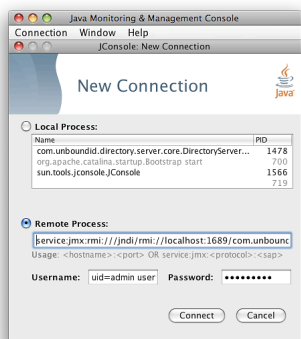 Java Monitoring & Management Console
Connection Window Help
JConsole: New Connection
New Connection
Java
Local Process:
Name PID
com.unboundid.directory.server.core.DirectoryServer... 1478
org.apache.catalina.startup.Bootstrap start 700
sun.tools.jconsole.JConsole 1566
719
Remote Process:
service:jmx:rmi:///jndi/rmi://localhost:1689/com.unbounc
Usage: <hostname>:<port> OR service:jmx:<protocol>:<sap>
Username: uid=admin user Password: •••••••••
Connect Cancel